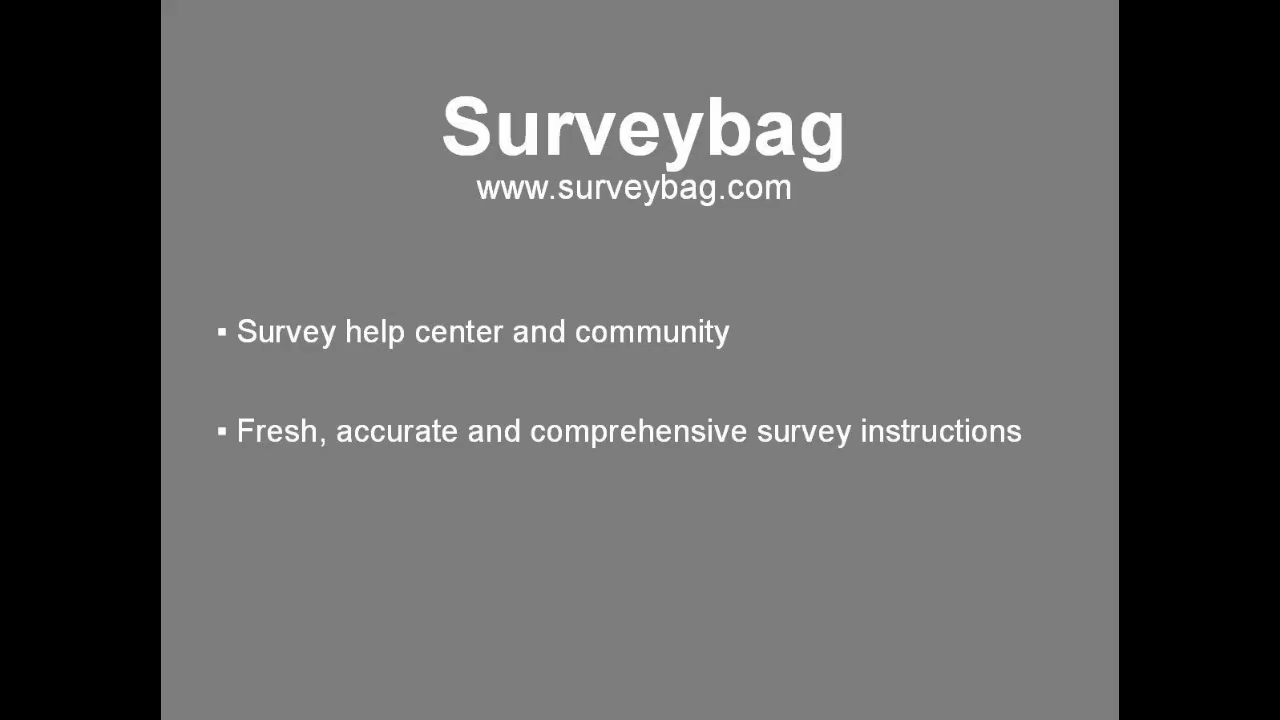 Surveybag
www.surveybag.com
▪ Survey help center and community
▪ Fresh, accurate and comprehensive survey instructions